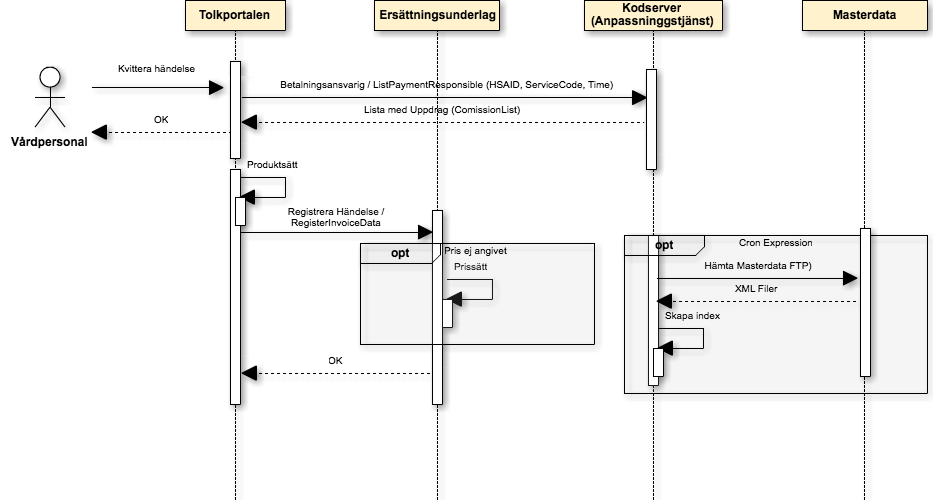 Tolkportalen
Ersättningsunderlag
Kodserver
(Anpassninggstjänst)
Masterdata
Kvittera händelse
Betalningsansvarig / ListPaymentResponsible (HSAID, ServiceCode, Time)
Lista med Uppdrag (ComissionList)
OK
Vårdpersonal
Produktsätt
Registrera Händelse /
RegisterInvoiceData
opt
Pris ej angivet
Prissätt
opt
Cron Expression
Hämta Masterdata FTP)
XML Filer
Skapa index
OK